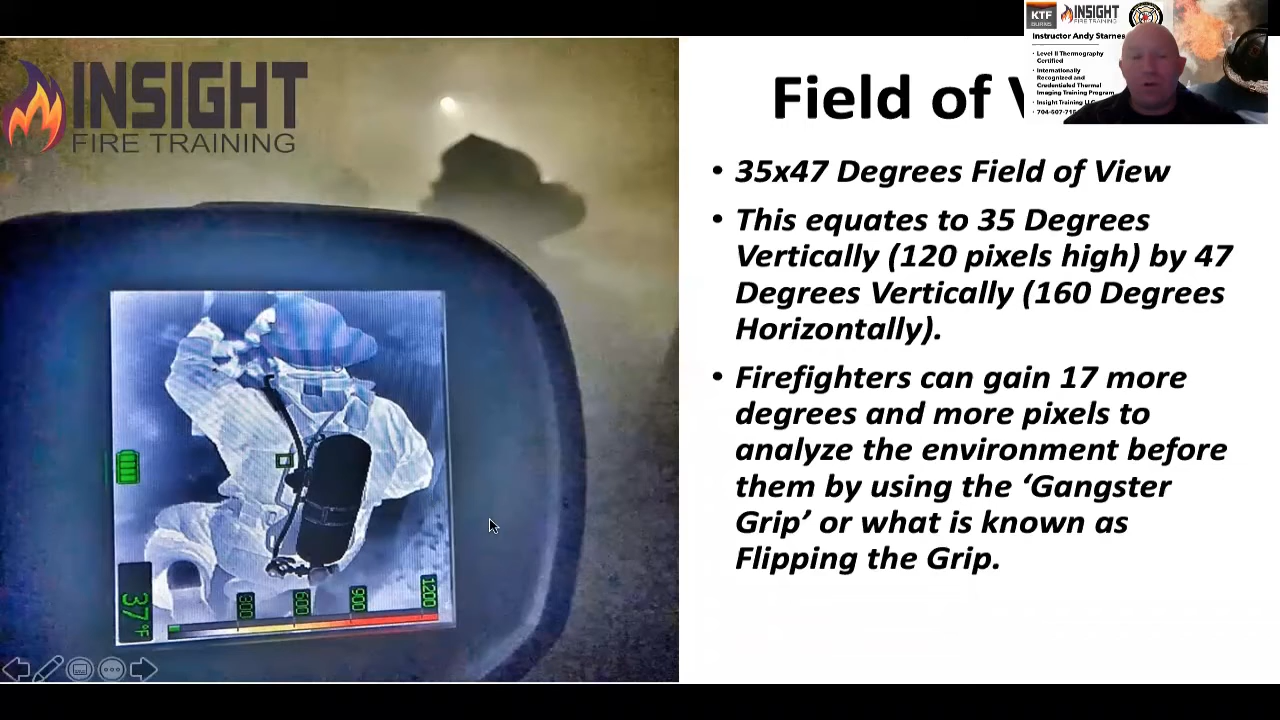 INSIGHT
FIRE TRAINING
KTF
BURNS
INSIGHT
FIRE TRAINING
Instructor Andy Starnes
• Level II Thermography
Certified
• Internationally
Recognized and
Credentialed Thermal
Imaging Training Program
• Insight Training LLC
Field of
• 35x47 Degrees Field of View
• This equates to 35 Degrees
Vertically (120 pixels high) by 47
Degrees Vertically (160 Degrees
Horizontally).
• Firefighters can gain 17 more
degrees and more pixels to
analyze the environment before
them by using the ‘Gangster
Grip’ or what is known as
Flipping the Grip.
37°F
300
600
900
1200